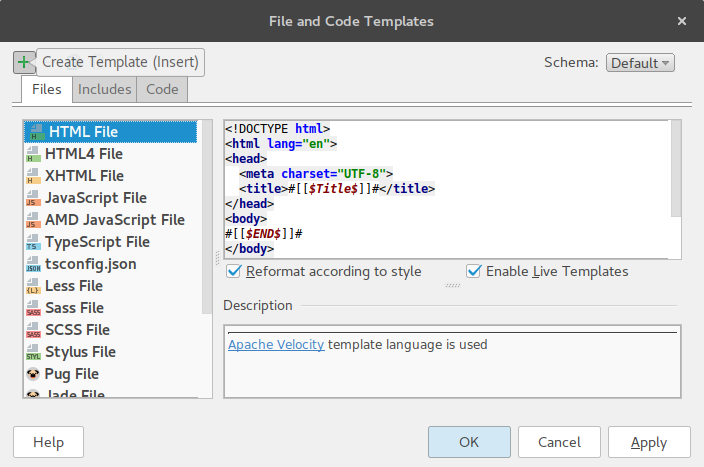 File and Code Templates
Create Template (Insert)
Schema: Default
Files Includes Code
HTML File
HTML4 File
XHTML File
JavaScript File
AMD JavaScript File
TypeScript File
tsconfig.json
Less File
Sass File
SCSS File
Stylus File
Pug File
Jade File
<!DOCTYPE html>
<html lang="en">
<head>
  <meta charset="UTF-8">
  <title>#[[$Title$]]#</title>
</head>
<body>
#[[$END$]]#
</body>
Reformat according to style Enable Live Templates
Description
Apache Velocity template language is used
Help OK Cancel Apply